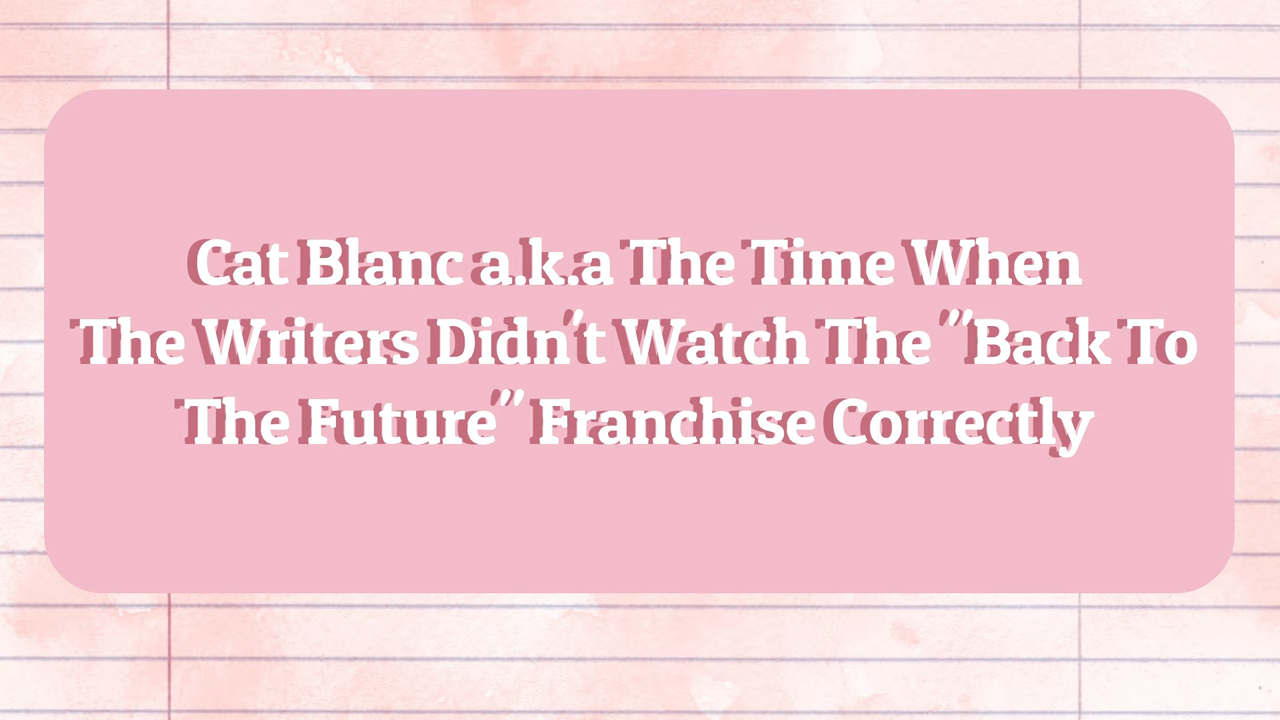 Cat Blanc a.k.a The Time When
The Writers Didn't Watch The "Back To
The Future" Franchise Correctly